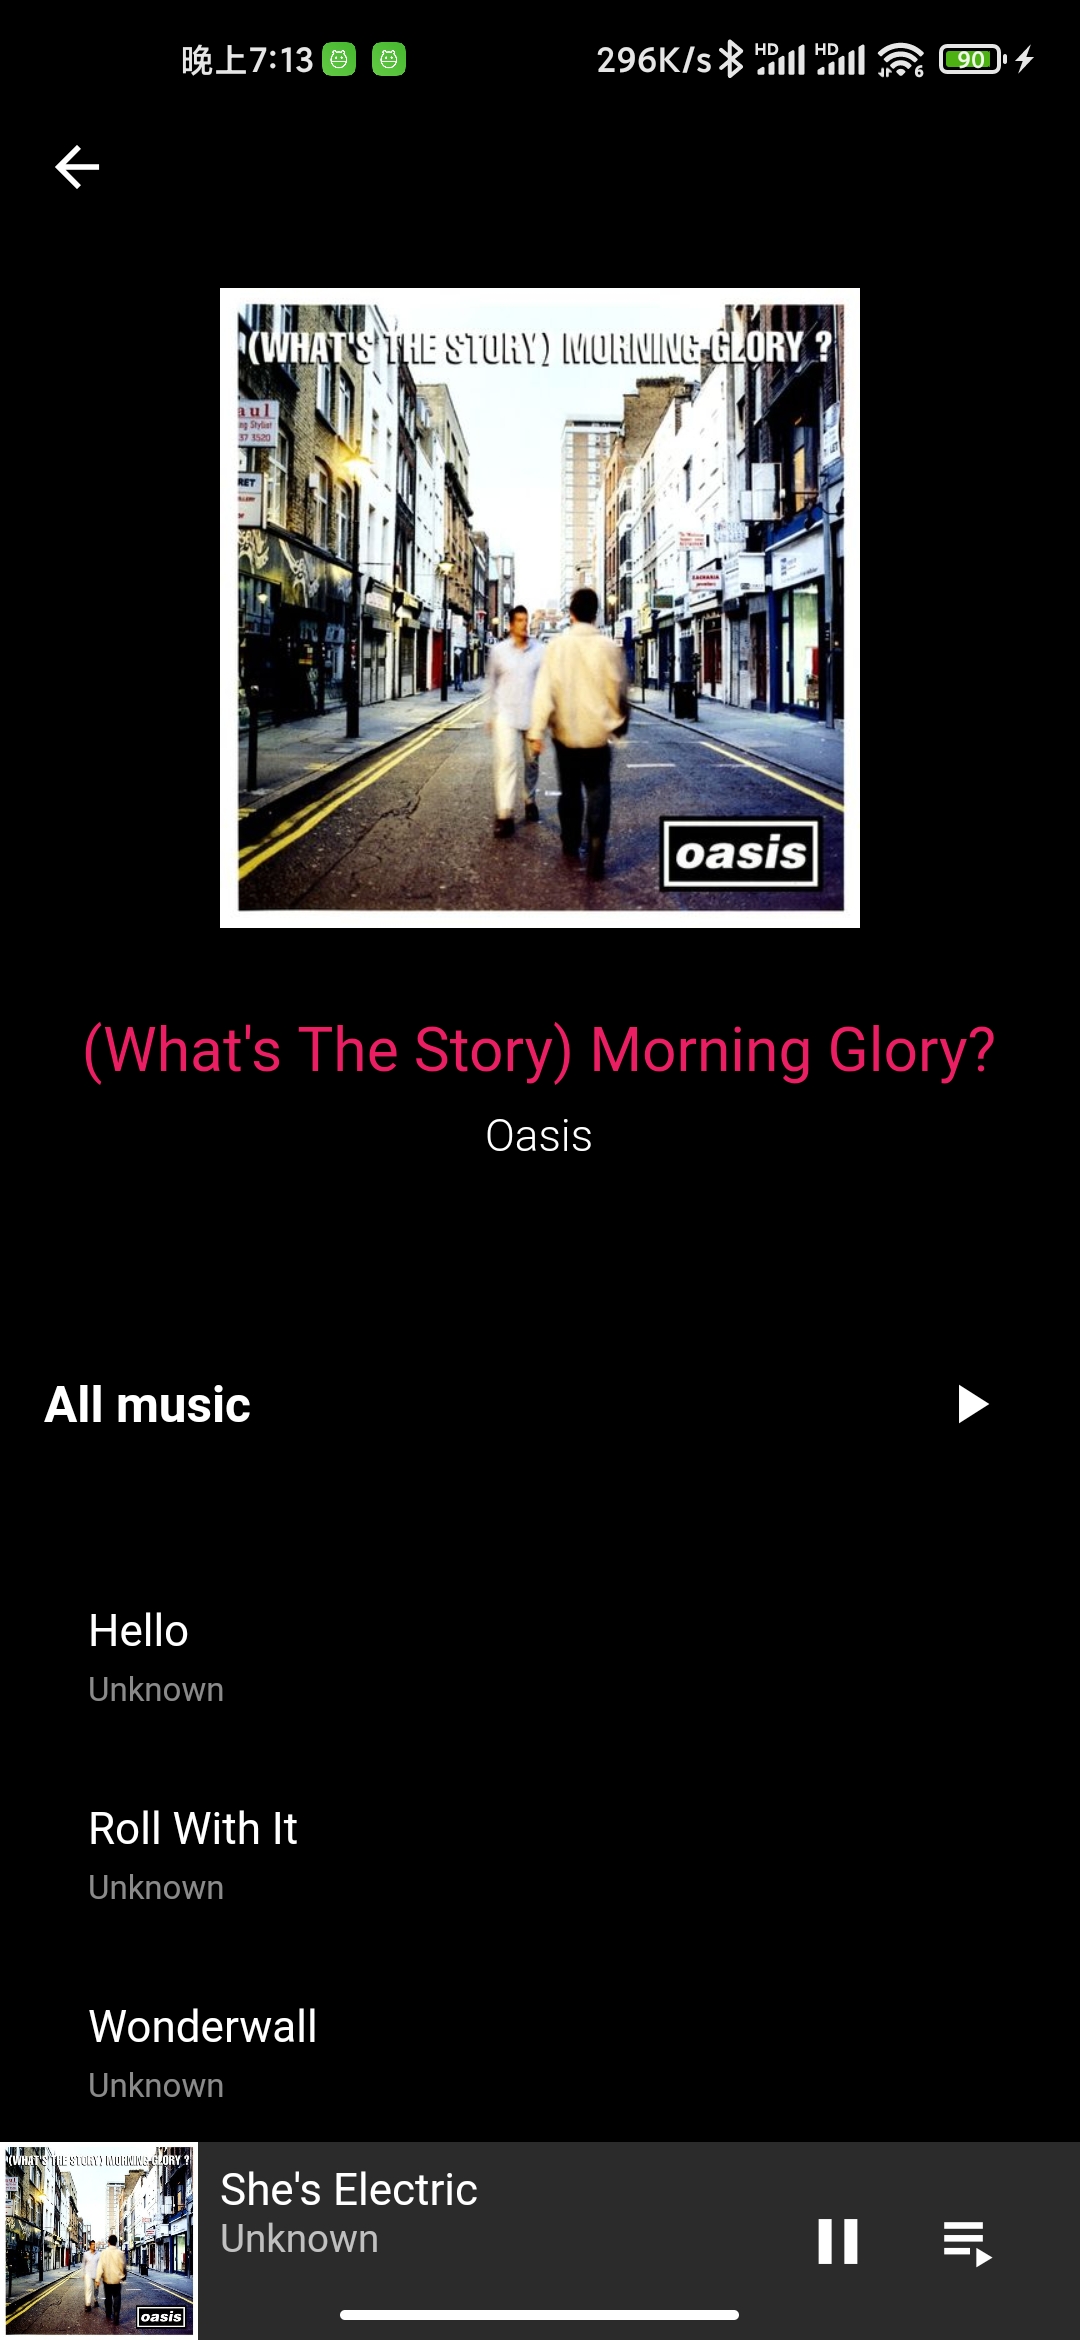 晚上7:13 296K/s HD HD 6 90
(WHAT'S THE STORY) MORNING GLORY ?
oasis
(What's The Story) Morning Glory?
Oasis
All music
Hello
Unknown
Roll With It
Unknown
Wonderwall
Unknown
(WHAT'S THE STORY) MORNING GLORY ?
She's Electric
Unknown
oasis